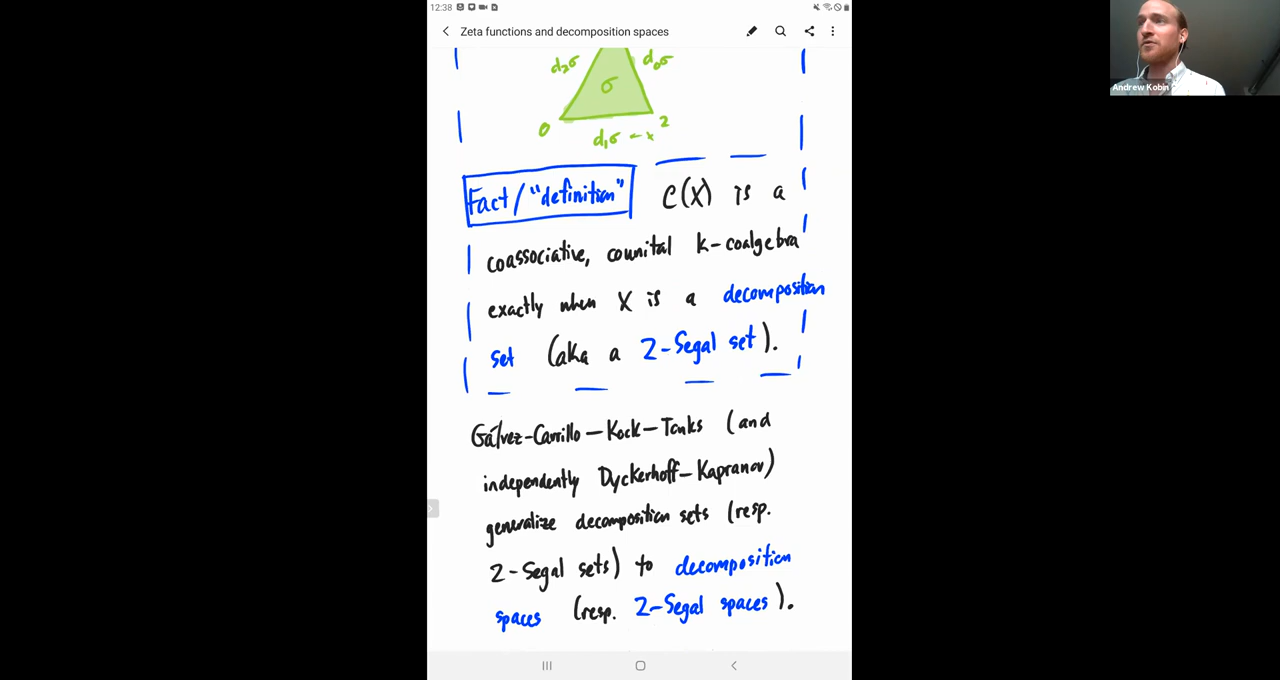 12:38
Zeta functions and decomposition spaces
Andrew Kobin
d₂σ
d₀σ
σ
0
2
d₁σ = x
Fact/"definition" C(X) is a
coassociative, counital k-coalgebra
exactly when X is a decomposition
set (aka a 2-Segal set).
Gálvez-Carrillo-Kock-Tonks (and
independently Dyckerhoff-Kapranov)
generalize decomposition sets (resp.
2-Segal sets) to decomposition
spaces (resp. 2-Segal spaces).